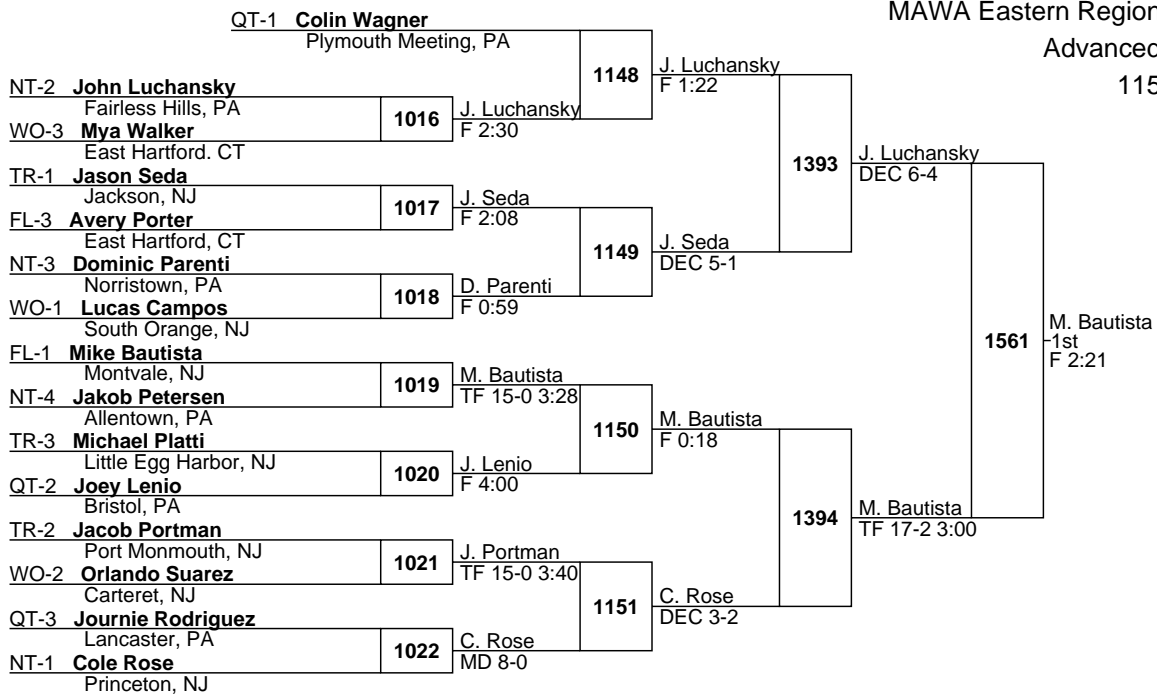 MAWA Eastern Region
Advanced
115
QT-1 Colin Wagner
Plymouth Meeting, PA
NT-2 John Luchansky
Fairless Hills, PA
WO-3 Mya Walker
East Hartford. CT
TR-1 Jason Seda
Jackson, NJ
FL-3 Avery Porter
East Hartford, CT
NT-3 Dominic Parenti
Norristown, PA
WO-1 Lucas Campos
South Orange, NJ
FL-1 Mike Bautista
Montvale, NJ
NT-4 Jakob Petersen
Allentown, PA
TR-3 Michael Platti
Little Egg Harbor, NJ
QT-2 Joey Lenio
Bristol, PA
TR-2 Jacob Portman
Port Monmouth, NJ
WO-2 Orlando Suarez
Carteret, NJ
QT-3 Journie Rodriguez
Lancaster, PA
NT-1 Cole Rose
Princeton, NJ
1016
J. Luchansky
F 2:30
1017
J. Seda
F 2:08
1018
D. Parenti
F 0:59
1019
M. Bautista
TF 15-0 3:28
1020
J. Lenio
F 4:00
1021
J. Portman
TF 15-0 3:40
1022
C. Rose
MD 8-0
1148
J. Luchansky
F 1:22
1149
J. Seda
DEC 5-1
1150
M. Bautista
F 0:18
1151
C. Rose
DEC 3-2
1393
J. Luchansky
DEC 6-4
1394
M. Bautista
TF 17-2 3:00
1561
M. Bautista
1st
F 2:21